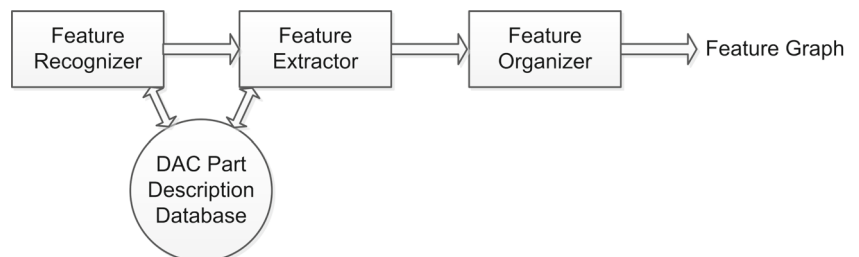 Feature
Recognizer
Feature
Extractor
Feature
Organizer
Feature Graph
DAC Part
Description
Database